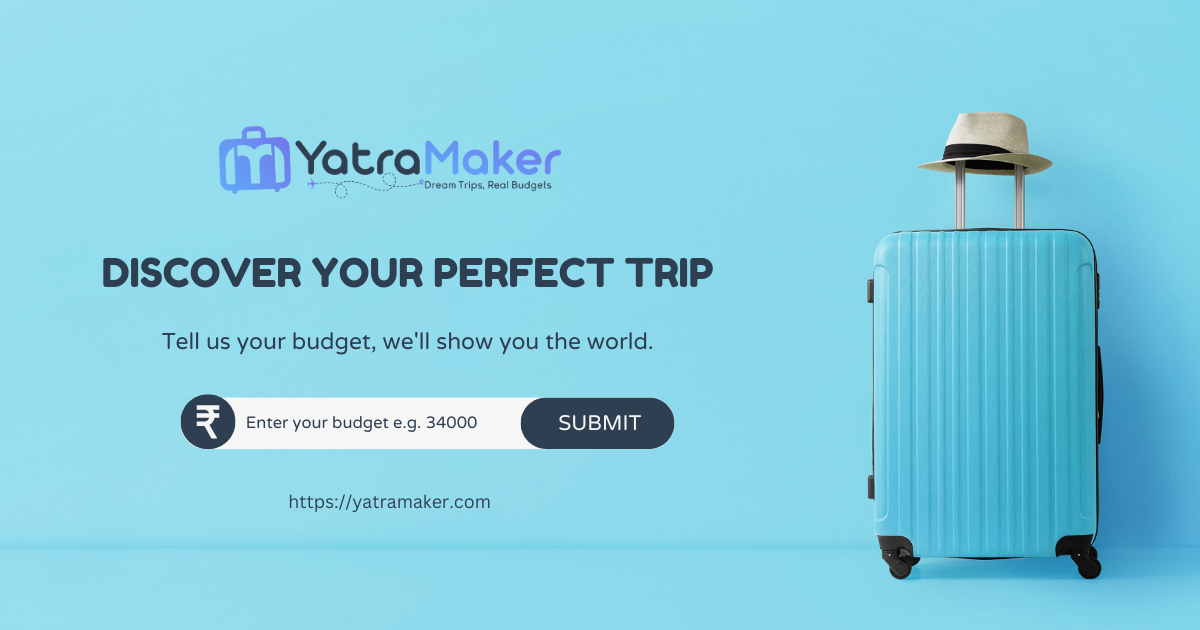 YatraMaker
Dream Trips, Real Budgets
DISCOVER YOUR PERFECT TRIP
Tell us your budget, we'll show you the world.
₹ Enter your budget e.g. 34000 SUBMIT
https://yatramaker.com